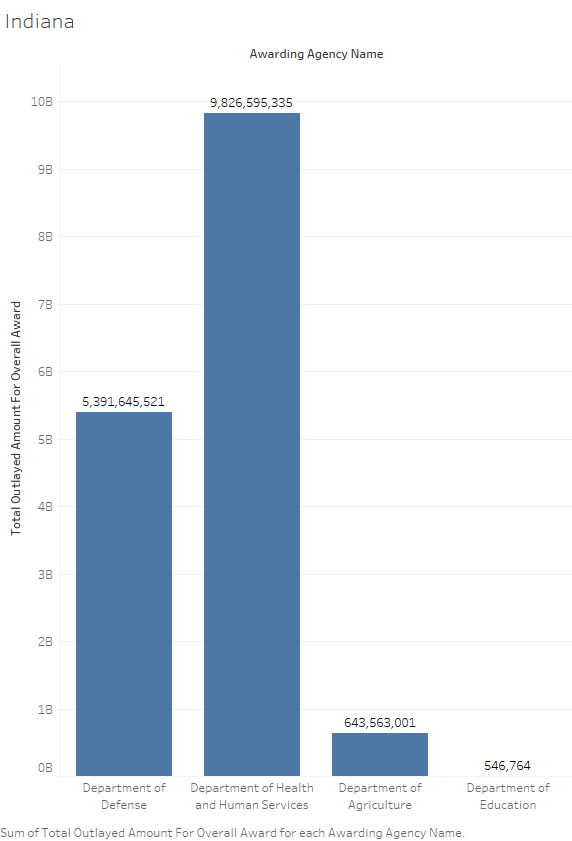 Indiana
Awarding Agency Name
Total Outlayed Amount For Overall Award
10B
9B
8B
7B
6B
5B
4B
3B
2B
1B
0B
5,391,645,521
9,826,595,335
643,563,001
546,764
Department of
Defense
Department of Health
and Human Services
Department of
Agriculture
Department of
Education
Sum of Total Outlayed Amount For Overall Award for each Awarding Agency Name.